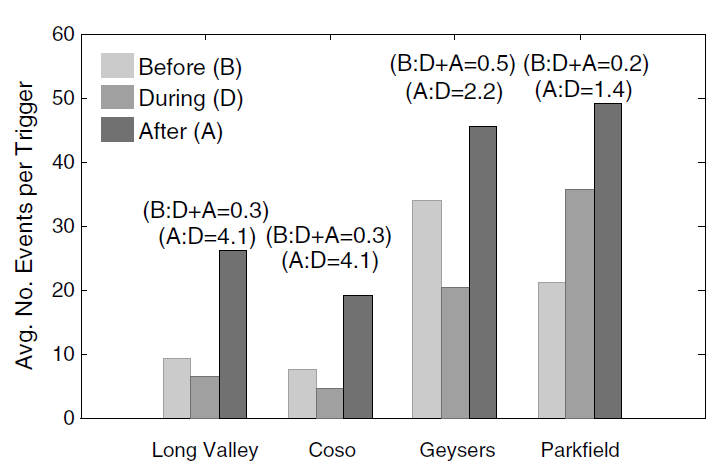 60
50
40
30
20
10
0
Avg. No. Events per Trigger
Before (B)
During (D)
After (A)
(B:D+A=0.3)
(A:D=4.1)
(B:D+A=0.3)
(A:D=4.1)
(B:D+A=0.5)
(A:D=2.2)
(B:D+A=0.2)
(A:D=1.4)
Long Valley
Coso
Geysers
Parkfield